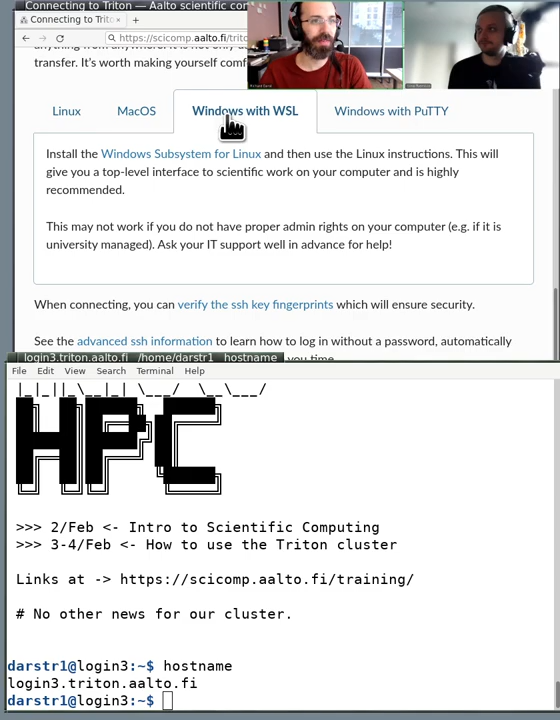 Connecting to Triton — Aalto scientific con
Connecting to Trito
https://scicomp.aalto.fi/trito
transfer. It's worth making yourself comf
Linux MacOS Windows with WSL Windows with PuTTY
Install the Windows Subsystem for Linux and then use the Linux instructions. This will
give you a top-level interface to scientific work on your computer and is highly
recommended.
This may not work if you do not have proper admin rights on your computer (e.g. if it is
university managed). Ask your IT support well in advance for help!
When connecting, you can verify the ssh key fingerprints which will ensure security.
See the advanced ssh information to learn how to log in without a password, automatically
you time.
login3.triton.aalto.fi /home/darstr1 hostname
File Edit View Search Terminal Help
HPC
>>> 2/Feb <- Intro to Scientific Computing
>>> 3-4/Feb <- How to use the Triton cluster
Links at -> https://scicomp.aalto.fi/training/
# No other news for our cluster.
darstr1@login3:~$ hostname
login3.triton.aalto.fi
darstr1@login3:~$